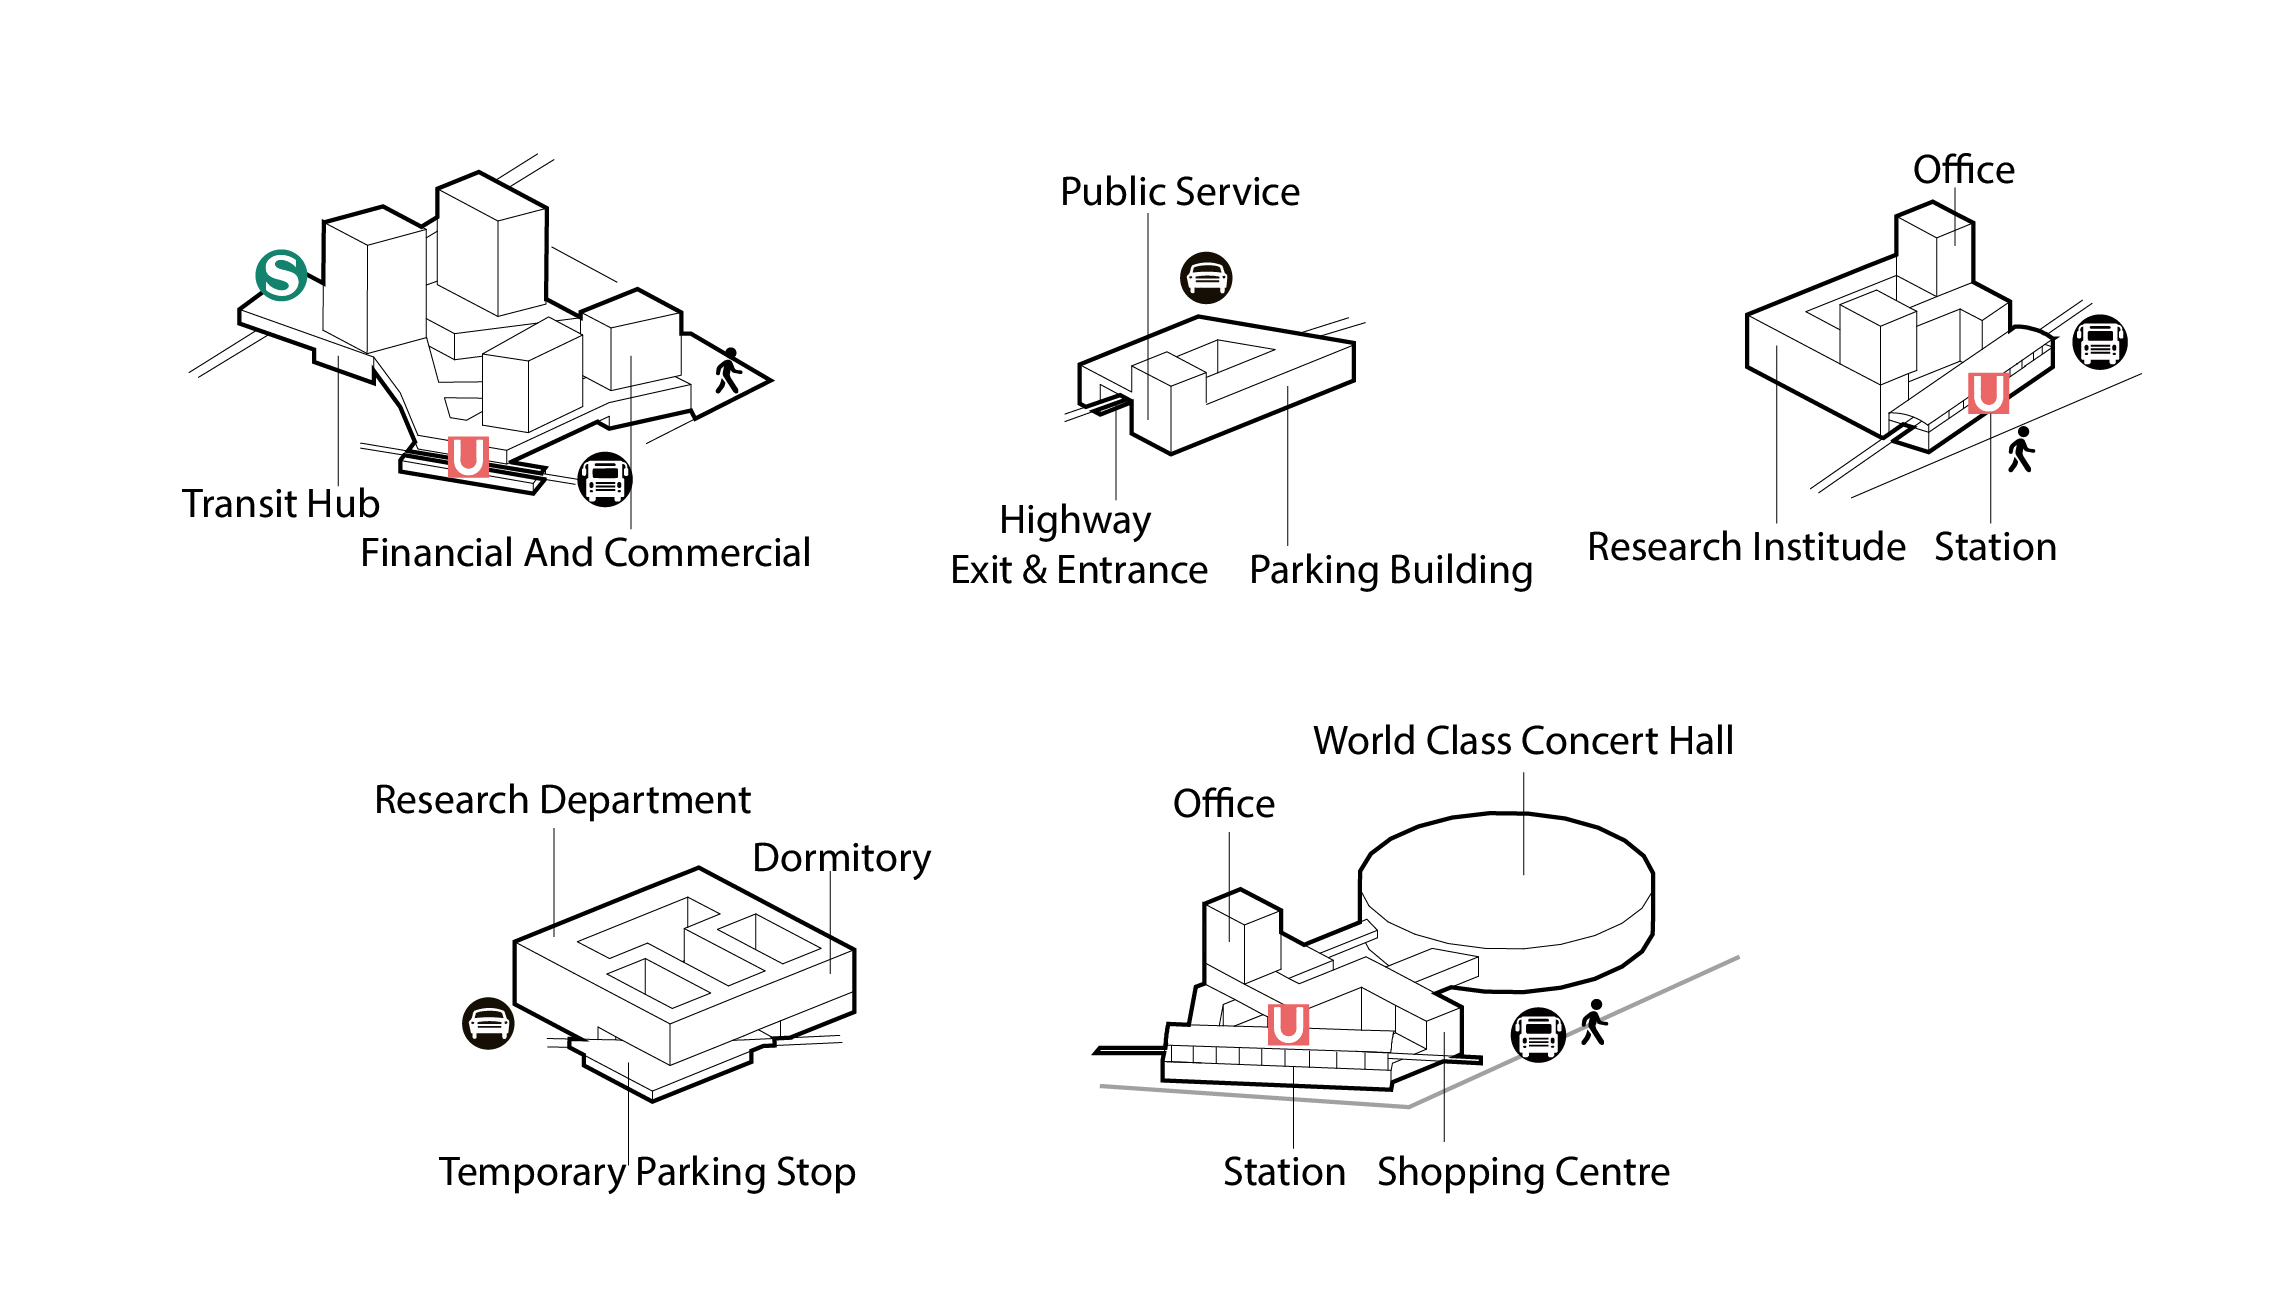 Public Service
Office
S
U
U
Transit Hub
Financial And Commercial
Highway
Exit & Entrance
Parking Building
Research Institude
Station
World Class Concert Hall
Research Department
Office
Dormitory
U
Temporary Parking Stop
Station
Shopping Centre